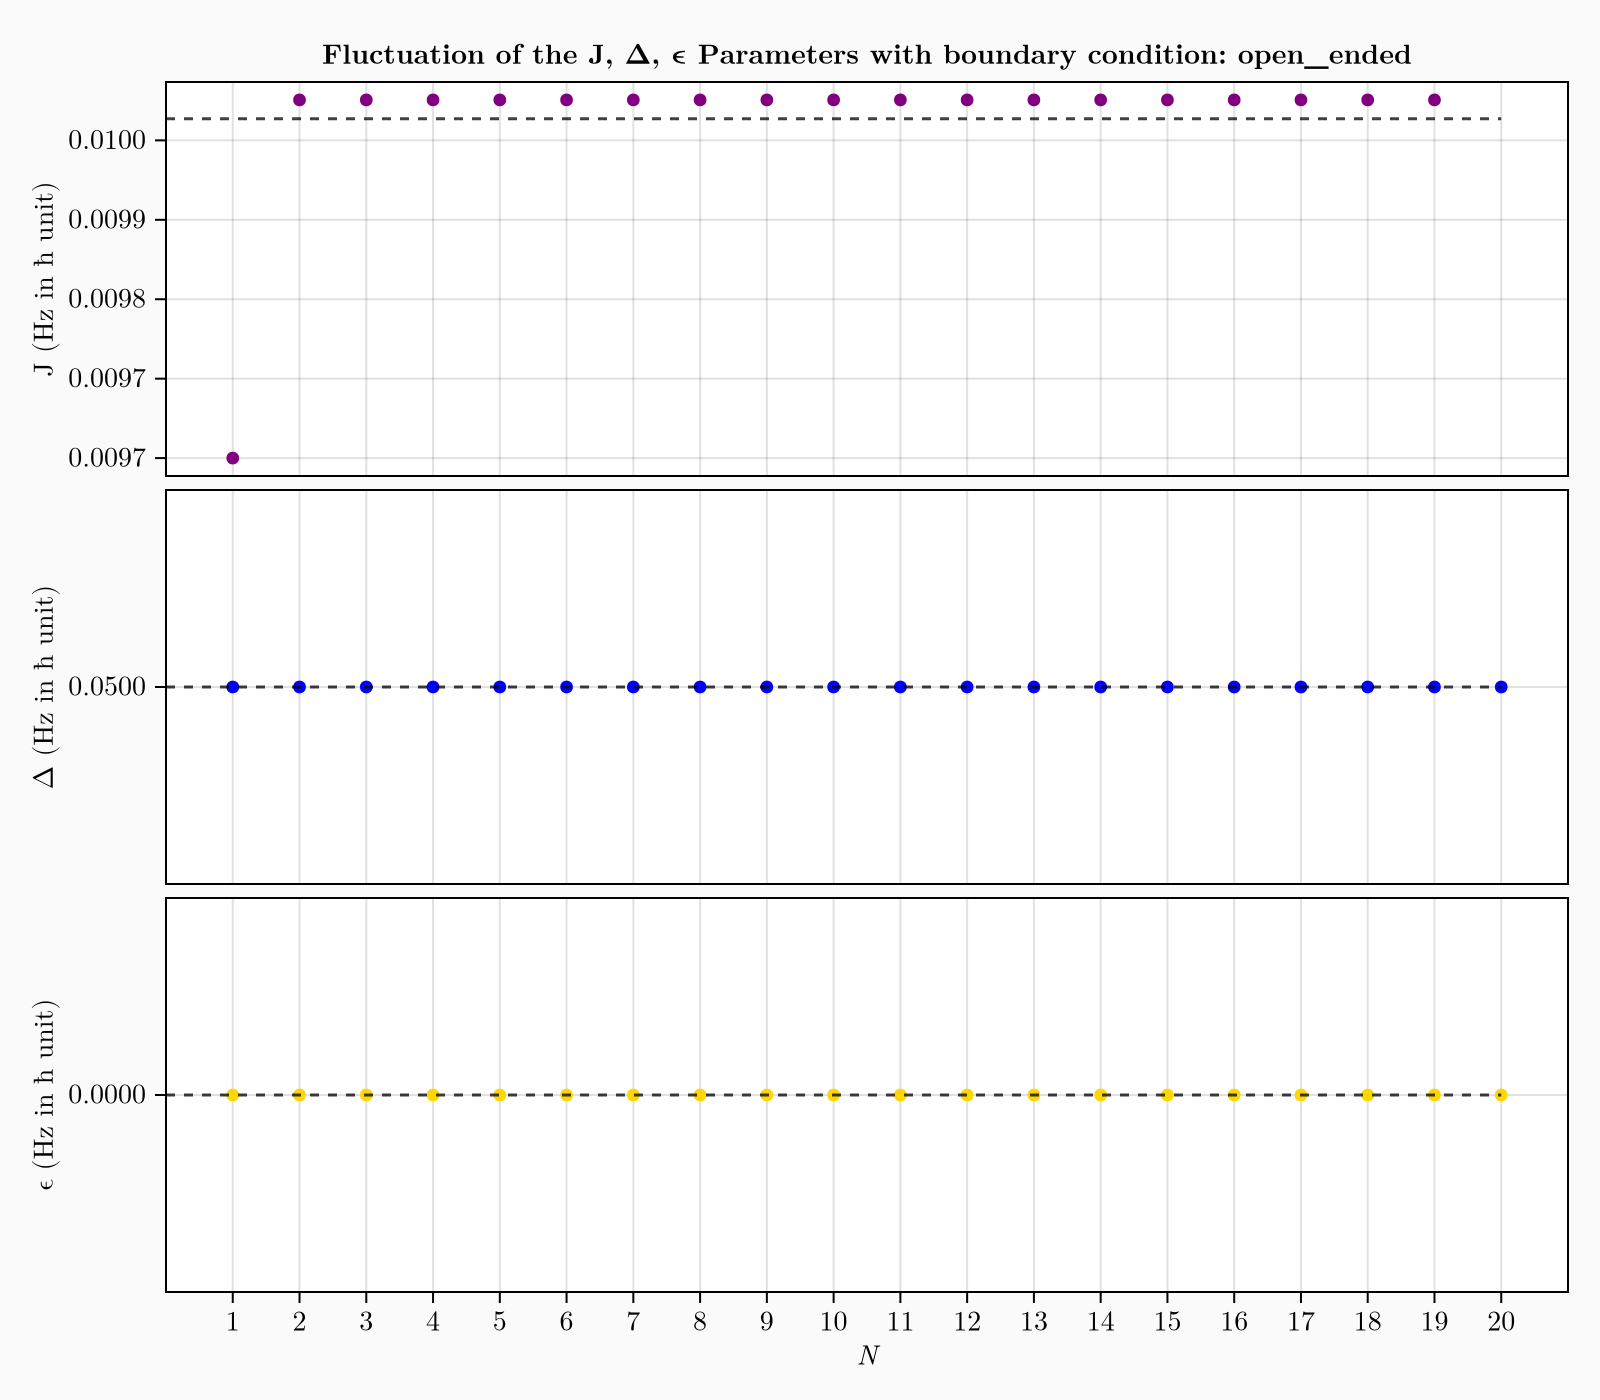 Fluctuation of the J, Δ, ϵ Parameters with boundary condition: open_ended
J (Hz in ħ unit)
0.0100
0.0099
0.0098
0.0097
0.0097
Δ (Hz in ħ unit)
0.0500
ϵ (Hz in ħ unit)
0.0000
1 2 3 4 5 6 7 8 9 10 11 12 13 14 15 16 17 18 19 20
N